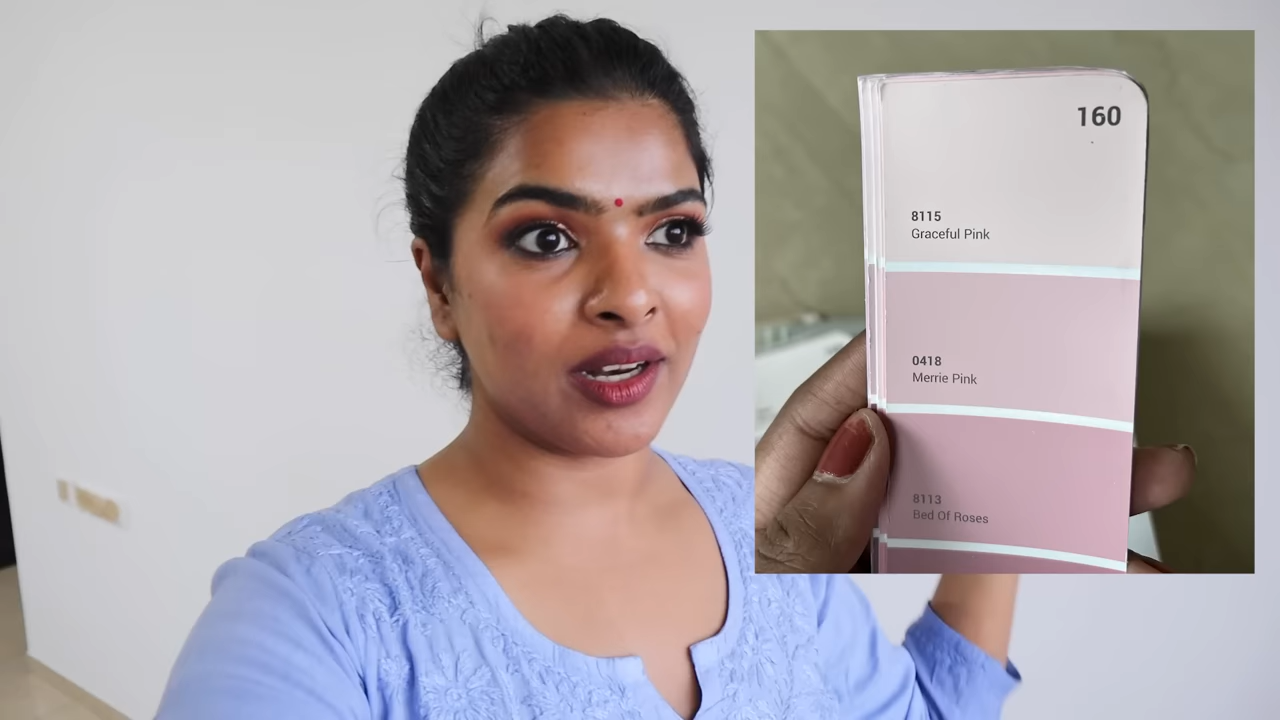 160
8115
Graceful Pink
0418
Merrie Pink
8113
Bed Of Roses